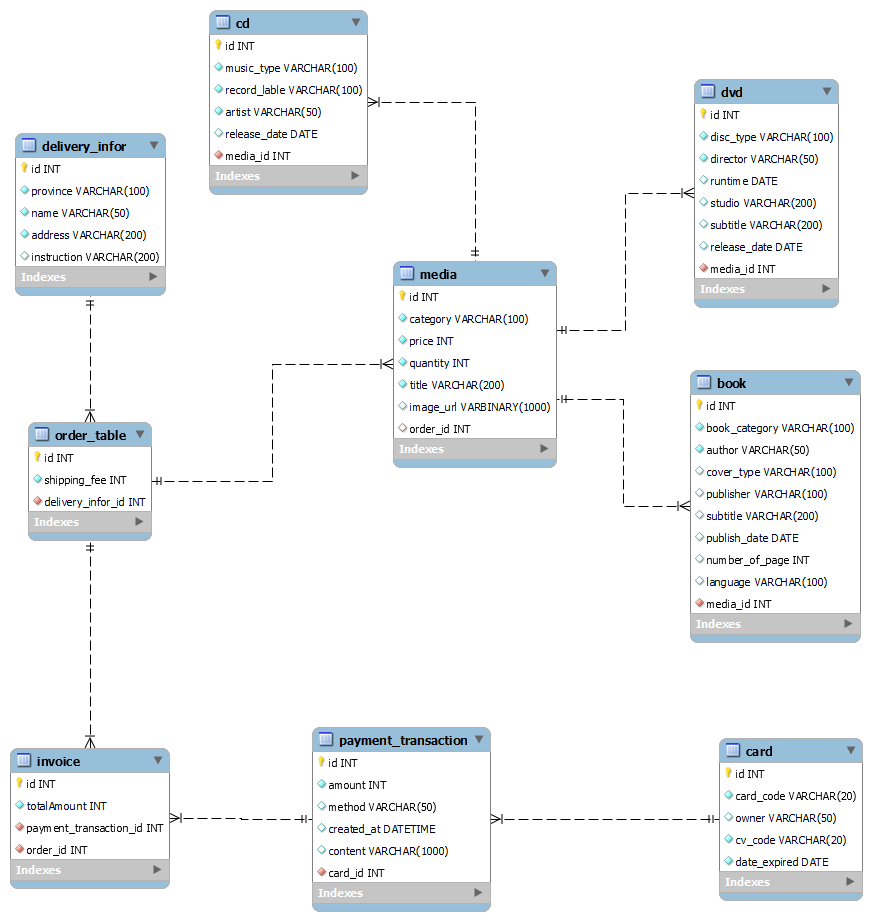 cd
id INT
music_type VARCHAR(100)
record_lable VARCHAR(100)
artist VARCHAR(50)
release_date DATE
media_id INT
Indexes
dvd
id INT
disc_type VARCHAR(100)
director VARCHAR(50)
runtime DATE
studio VARCHAR(200)
subtitle VARCHAR(200)
release_date DATE
media_id INT
Indexes
delivery_infor
id INT
province VARCHAR(100)
name VARCHAR(50)
address VARCHAR(200)
instruction VARCHAR(200)
Indexes
media
id INT
category VARCHAR(100)
price INT
quantity INT
title VARCHAR(200)
image_url VARBINARY(1000)
order_id INT
Indexes
book
id INT
book_category VARCHAR(100)
author VARCHAR(50)
cover_type VARCHAR(100)
publisher VARCHAR(100)
subtitle VARCHAR(200)
publish_date DATE
number_of_page INT
language VARCHAR(100)
media_id INT
Indexes
order_table
id INT
shipping_fee INT
delivery_infor_id INT
Indexes
invoice
id INT
totalAmount INT
payment_transaction_id INT
order_id INT
Indexes
payment_transaction
id INT
amount INT
method VARCHAR(50)
created_at DATETIME
content VARCHAR(1000)
card_id INT
Indexes
card
id INT
card_code VARCHAR(20)
owner VARCHAR(50)
cv_code VARCHAR(20)
date_expired DATE
Indexes